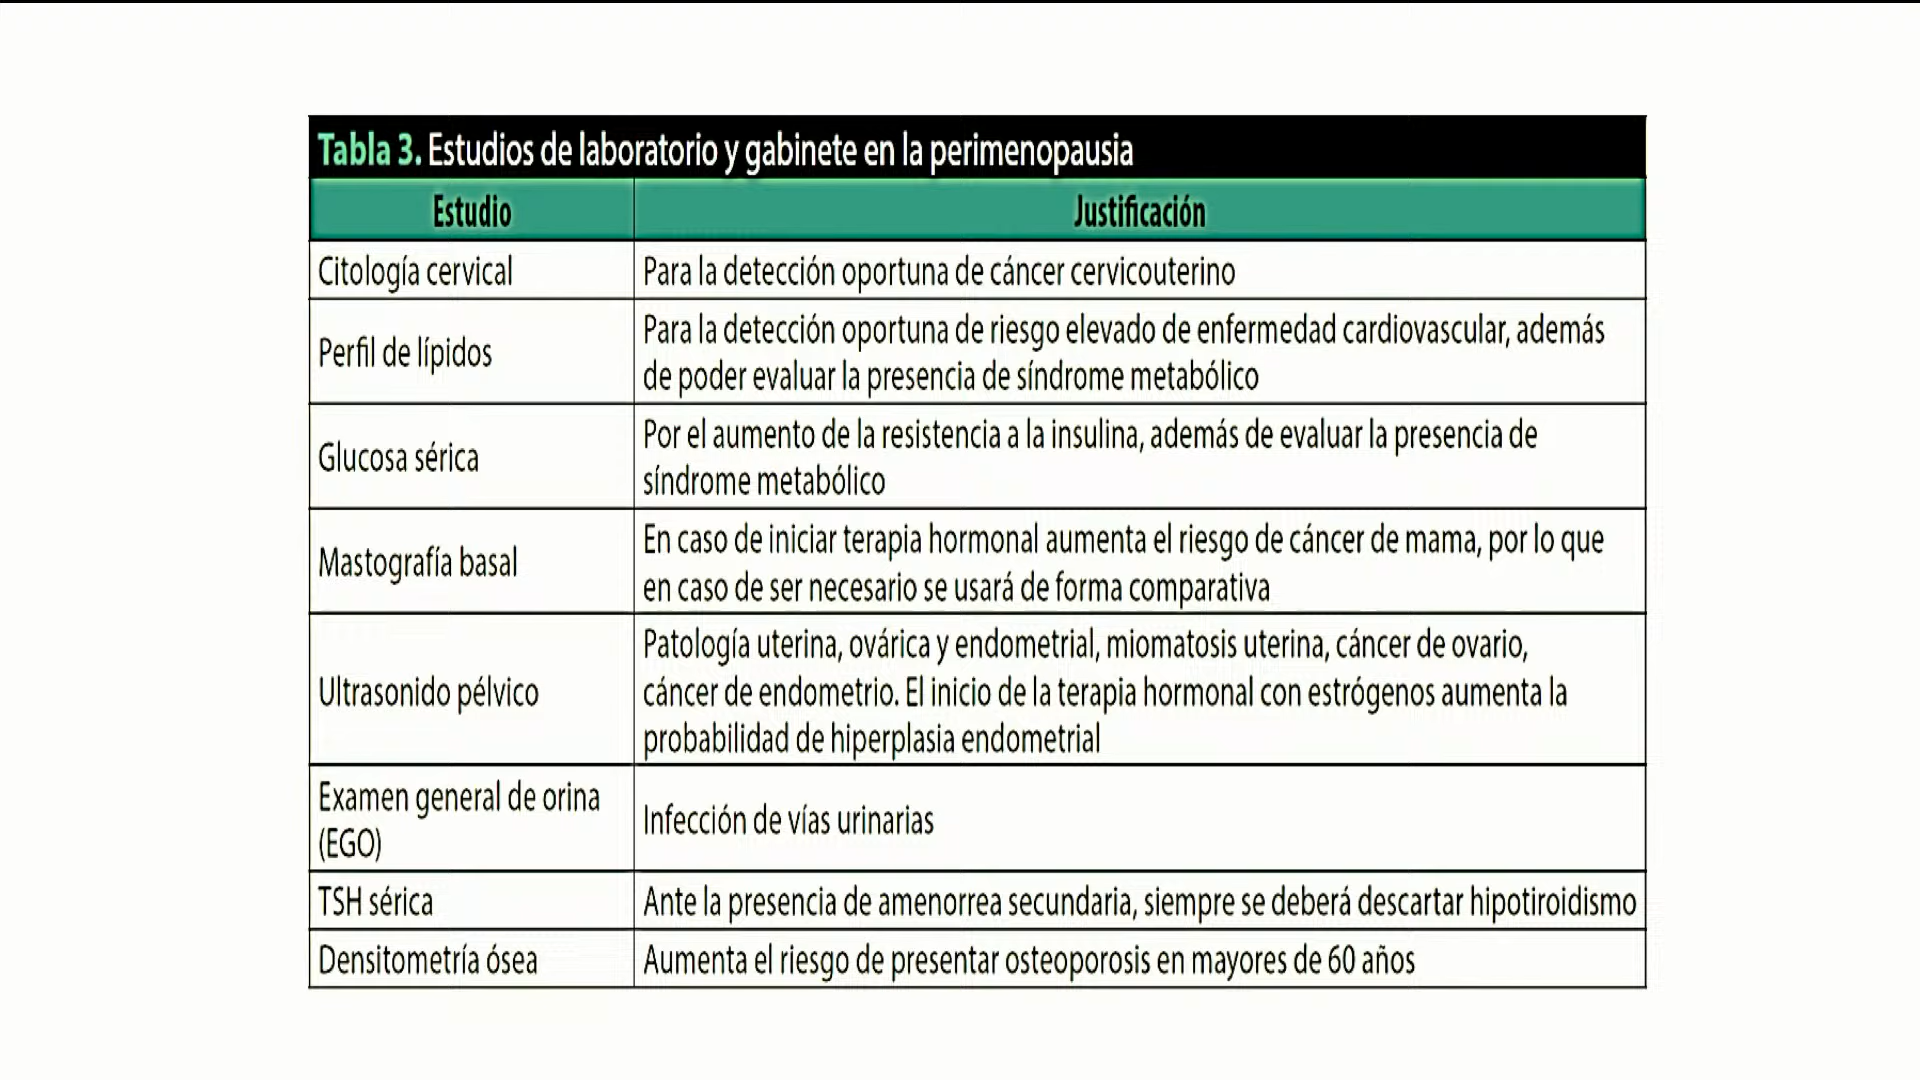 Tabla 3. Estudios de laboratorio y gabinete en la perimenopausia
Estudio
Justificación
Citología cervical
Para la detección oportuna de cáncer cervicouterino
Perfil de lípidos
Para la detección oportuna de riesgo elevado de enfermedad cardiovascular, además
de poder evaluar la presencia de síndrome metabólico
Glucosa sérica
Por el aumento de la resistencia a la insulina, además de evaluar la presencia de
síndrome metabólico
Mastografía basal
En caso de iniciar terapia hormonal aumenta el riesgo de cáncer de mama, por lo que
en caso de ser necesario se usará de forma comparativa
Ultrasonido pélvico
Patología uterina, ovárica y endometrial, miomatosis uterina, cáncer de ovario,
cáncer de endometrio. El inicio de la terapia hormonal con estrógenos aumenta la
probabilidad de hiperplasia endometrial
Examen general de orina
(EGO)
Infección de vías urinarias
TSH sérica
Ante la presencia de amenorrea secundaria, siempre se deberá descartar hipotiroidismo
Densitometría ósea
Aumenta el riesgo de presentar osteoporosis en mayores de 60 años